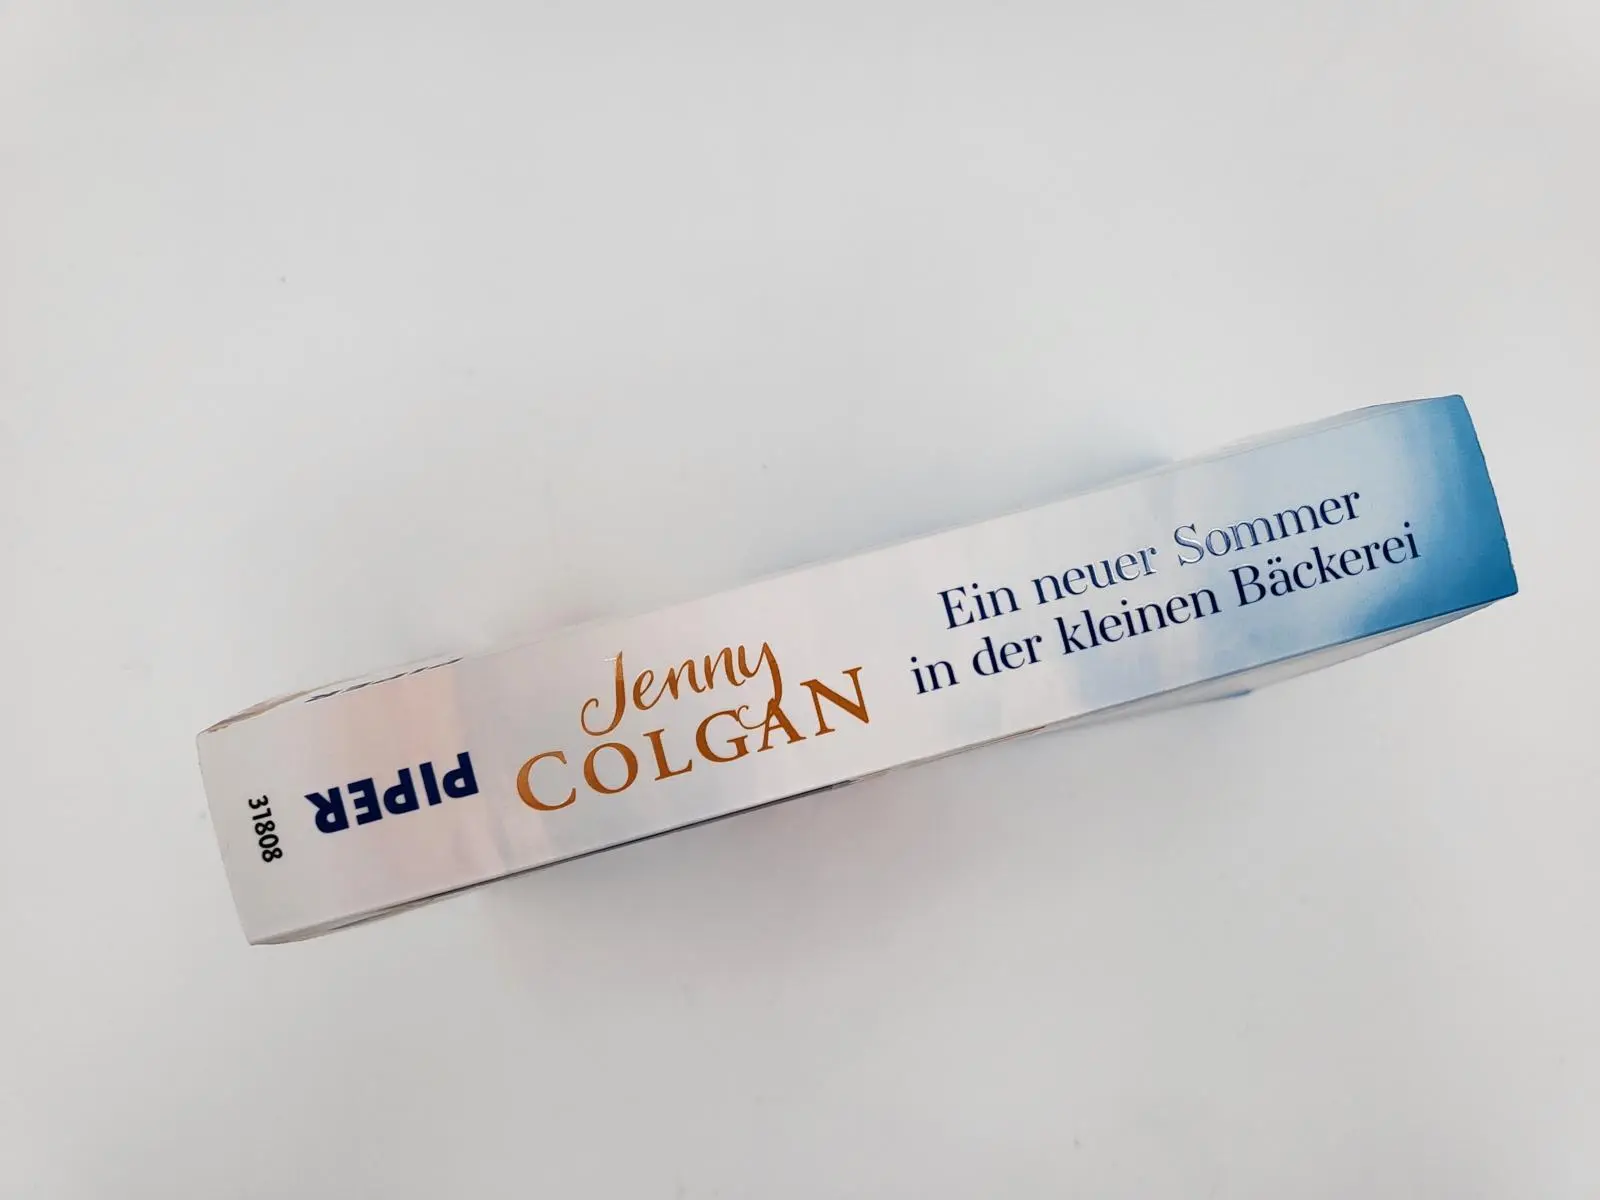 Ein neuer Sommer
in der kleinen Bäckerei
Jenny
COLGAN
PIPER
31808